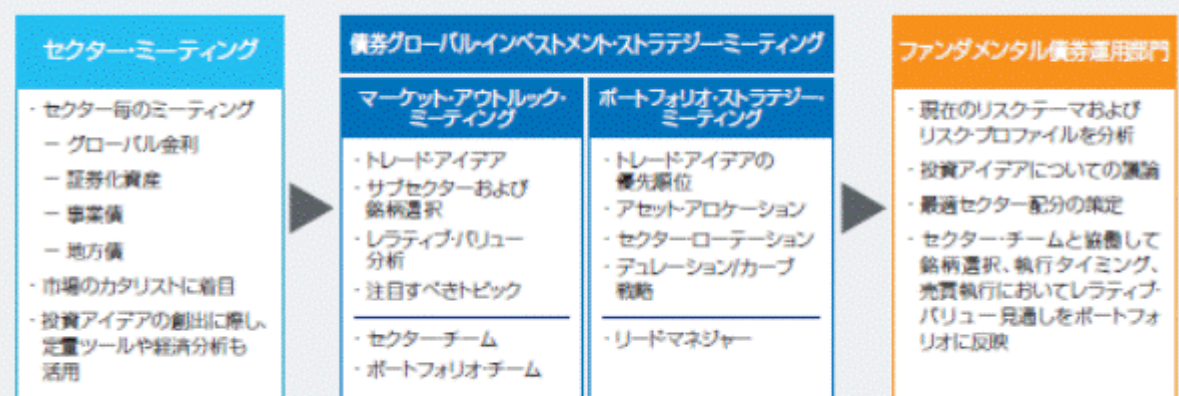 セクター・ミーティング
・セクター毎のミーティング
ー グローバル金利
ー 証券化資産
ー 事業債
ー 地方債
・市場のカタリストに着目
・投資アイデアの創出に際し、
定量ツールや経済分析も
活用
債券グローバル・インベストメント・ストラテジー・ミーティング
マーケット・アウトルック・
ミーティング
・トレード・アイデア
・サブセクターおよび
銘柄選択
・レラティブ・バリュー
分析
・注目すべきトピック
・セクターチーム
・ポートフォリオ・チーム
ポートフォリオ・ストラテジー・
ミーティング
・トレード・アイデアの
優先順位
・アセット・アロケーション
・セクター・ローテーション
・デュレーション/カーブ
戦略
・リード・マネジャー
ファンダメンタル債券運用部門
・現在のリスク・テーマおよび
リスク・プロファイルを分析
・投資アイデアについての議論
・最適セクター配分の策定
・セクター・チームと協働して
銘柄選択、執行タイミング、
売買執行においてレラティブ・
バリュー見通しをポートフォ
リオに反映